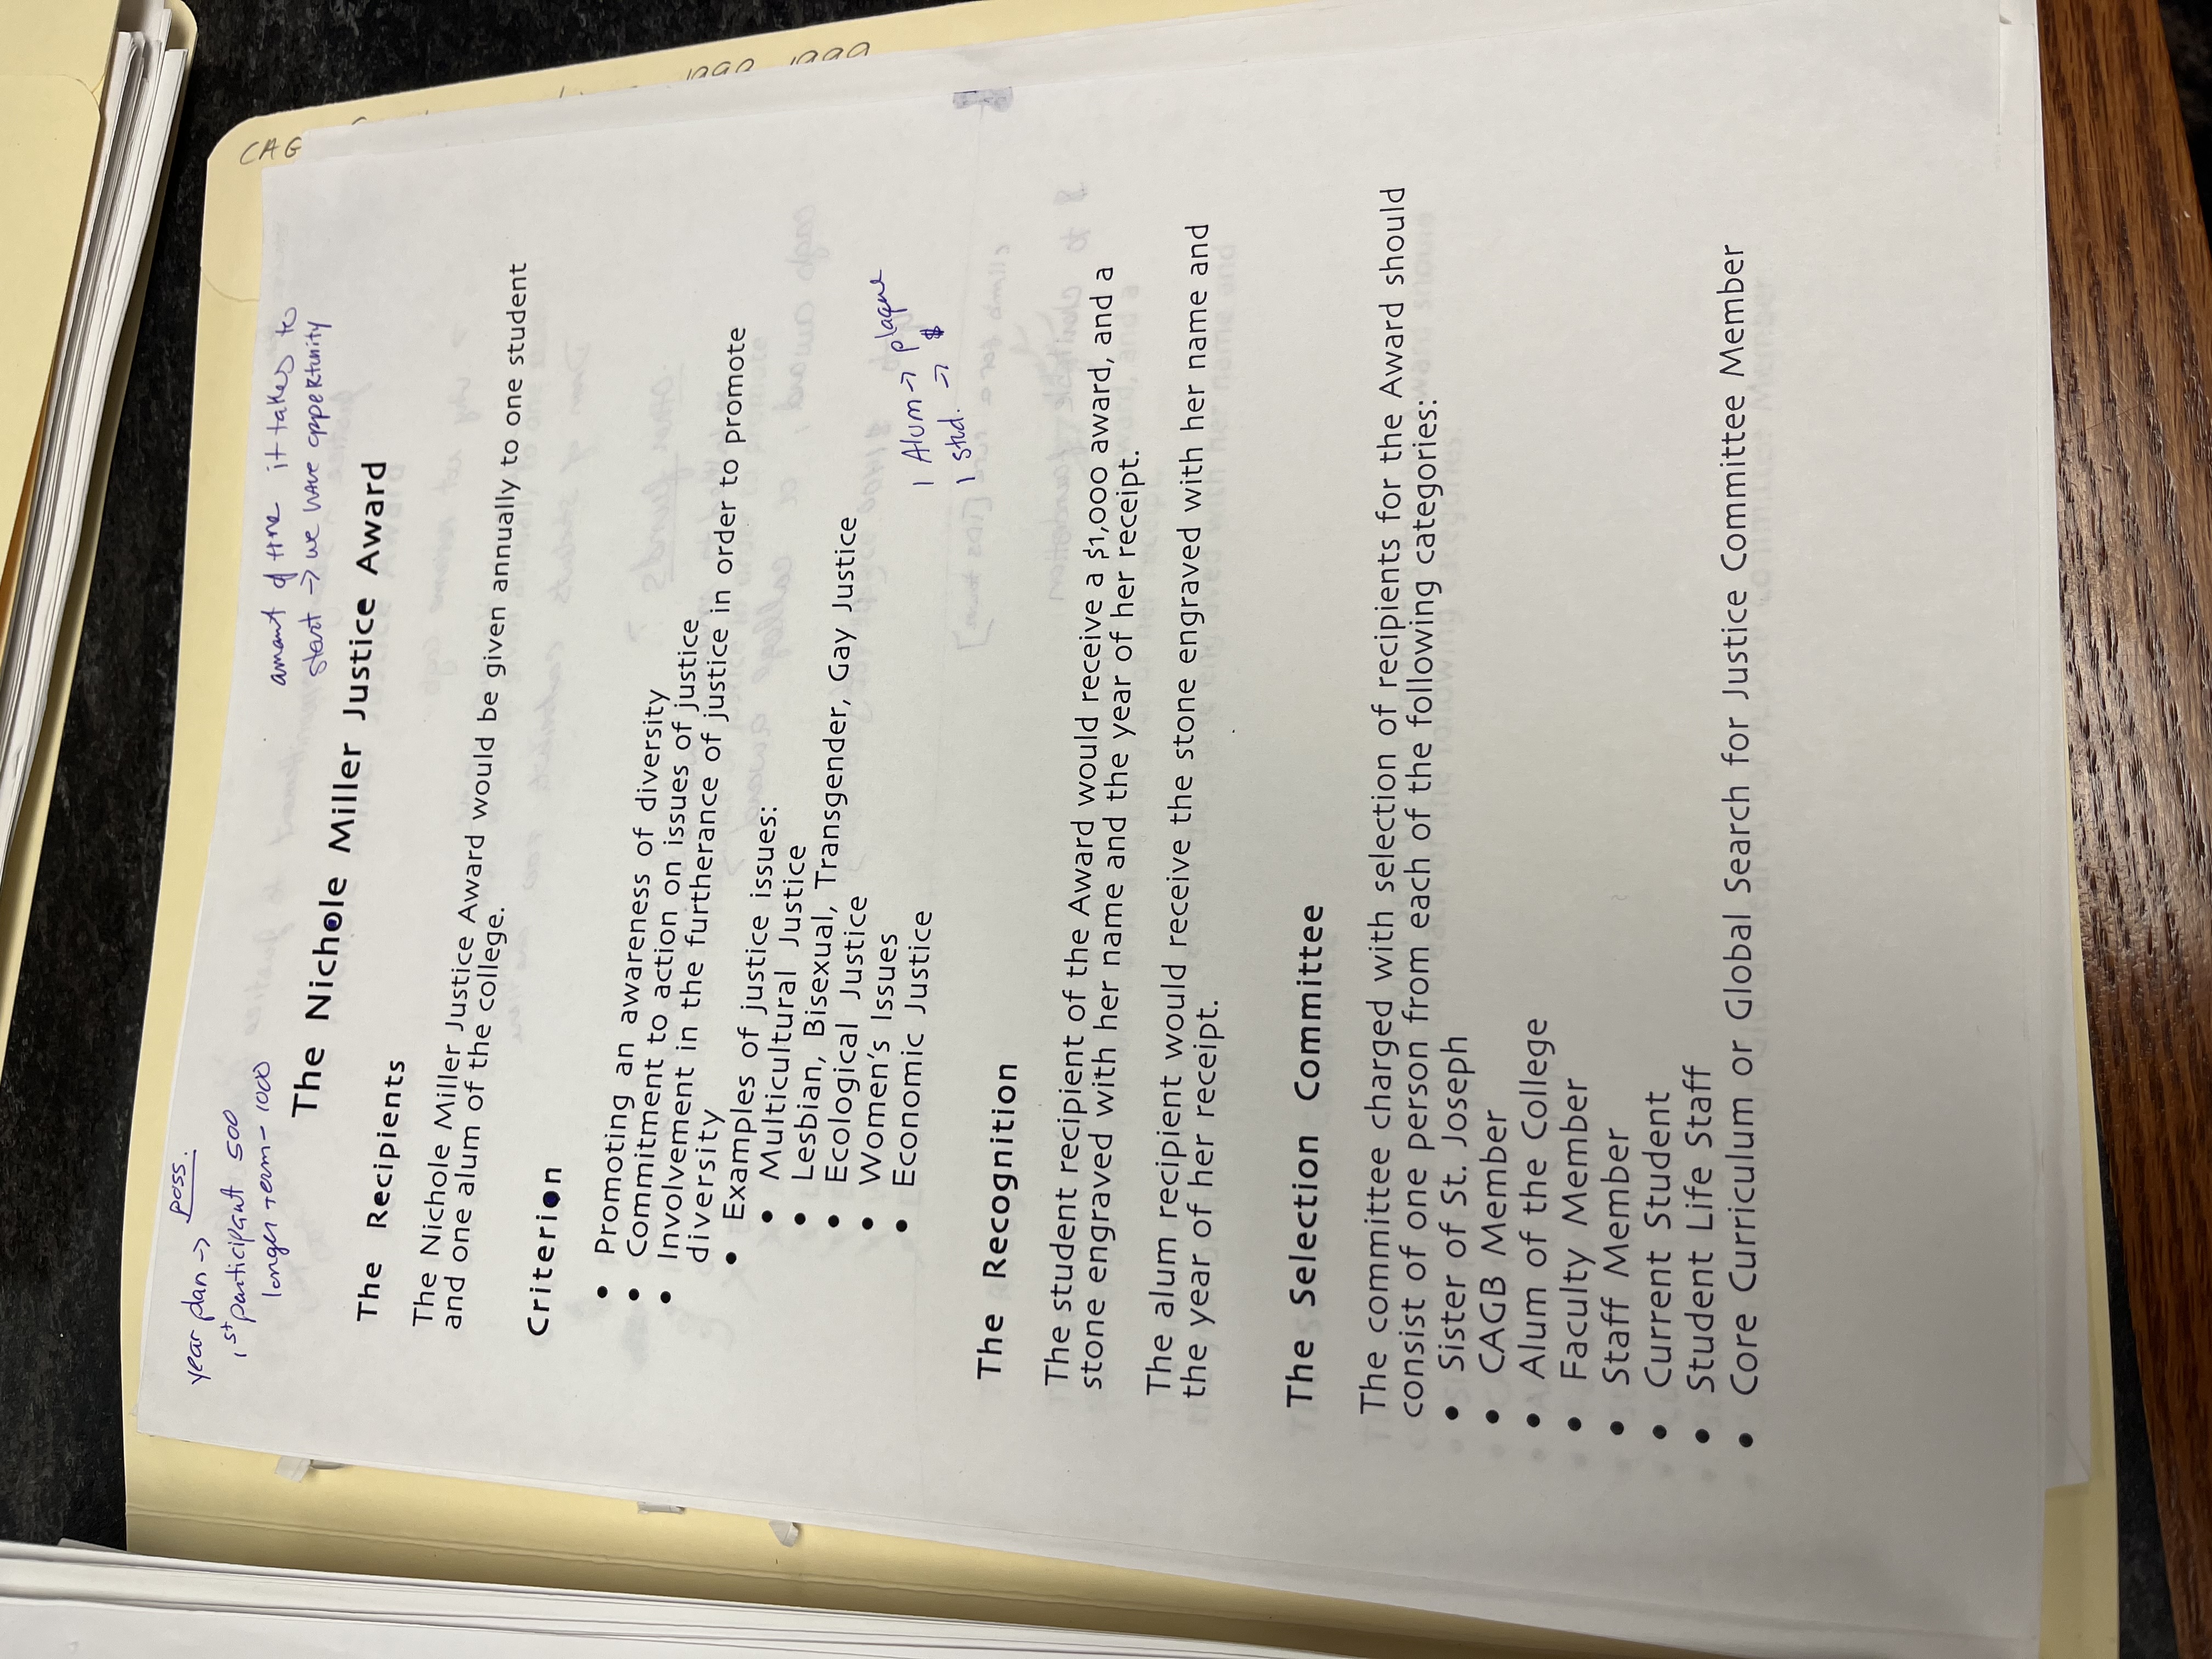 poss.
year plan →
1st participant 500
longer term - 1000
amount of time it takes to
start → we have oppertunity
The Nichole Miller Justice Award
The Recipients
The Nichole Miller Justice Award would be given annually to one student
and one alum of the college.
Criterion
• Promoting an awareness of diversity
• Commitment to action on issues of justice
• Involvement in the furtherance of justice in order to promote
diversity
• Examples of justice issues:
• Multicultural Justice
• Lesbian, Bisexual, Transgender, Gay Justice
• Ecological Justice
• Women's Issues
• Economic Justice
1 Alum → plaque
1 stud. → $
The Recognition
The student recipient of the Award would receive a $1,000 award, and a
stone engraved with her name and the year of her receipt.
The alum recipient would receive the stone engraved with her name and
the year of her receipt.
The Selection Committee
The committee charged with selection of recipients for the Award should
consist of one person from each of the following categories:
• Sister of St. Joseph
• CAGB Member
• Alum of the College
• Faculty Member
• Staff Member
• Current Student
• Student Life Staff
• Core Curriculum or Global Search for Justice Committee Member
CAG